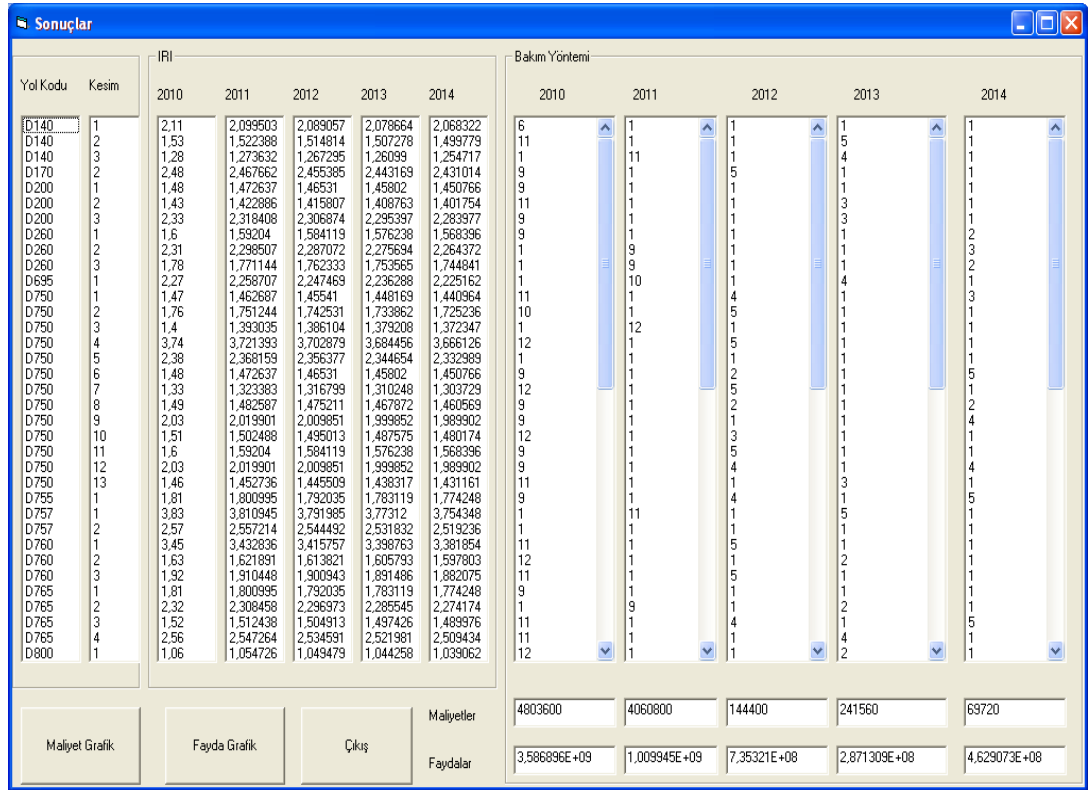 Sonuçlar
IRI Bakım Yöntemi
Yol Kodu Kesim 2010 2011 2012 2013 2014 2010 2011 2012 2013 2014
D140 1 2,11 2,099503 2,089057 2,078664 2,068322 6 1 1 1 1
D140 2 1,53 1,522388 1,514814 1,507278 1,499779 11 1 1 5 1
D140 3 1,28 1,273632 1,267295 1,26099 1,254717 1 11 1 4 1
D170 2 2,48 2,467662 2,455385 2,443169 2,431014 9 1 5 1 1
D200 1 1,48 1,472637 1,46531 1,45802 1,450766 9 1 1 1 1
D200 2 1,43 1,422886 1,415807 1,408763 1,401754 11 1 1 3 1
D200 3 2,33 2,318408 2,306874 2,295397 2,283977 9 1 1 3 1
D260 1 1,6 1,59204 1,584119 1,576238 1,568396 9 1 1 1 2
D260 2 2,31 2,298507 2,287072 2,275694 2,264372 1 9 1 1 3
D260 3 1,78 1,771144 1,762333 1,753565 1,744841 1 9 1 1 2
D695 1 2,27 2,258707 2,247469 2,236288 2,225162 1 10 1 4 1
D750 1 1,47 1,462687 1,45541 1,448169 1,440964 11 1 4 1 3
D750 2 1,76 1,751244 1,742531 1,733862 1,725236 10 1 5 1 1
D750 3 1,4 1,393035 1,386104 1,379208 1,372347 1 12 1 1 1
D750 4 3,74 3,721393 3,702879 3,684456 3,666126 12 1 5 1 1
D750 5 2,38 2,368159 2,356377 2,344654 2,332989 1 1 1 1 1
D750 6 1,48 1,472637 1,46531 1,45802 1,450766 9 1 2 1 5
D750 7 1,33 1,323383 1,316799 1,310248 1,303729 12 1 5 1 1
D750 8 1,49 1,482587 1,475211 1,467872 1,460569 9 1 2 1 2
D750 9 2,03 2,019901 2,009851 1,999852 1,989902 9 1 1 1 4
D750 10 1,51 1,502488 1,495013 1,487575 1,480174 12 1 3 1 1
D750 11 1,6 1,59204 1,584119 1,576238 1,568396 9 1 5 1 1
D750 12 2,03 2,019901 2,009851 1,999852 1,989902 9 1 4 1 4
D750 13 1,46 1,452736 1,445509 1,438317 1,431161 11 1 1 3 1
D755 1 1,81 1,800995 1,792035 1,783119 1,774248 9 1 4 1 5
D757 1 3,83 3,810945 3,791985 3,77312 3,754348 1 11 1 5 1
D757 2 2,57 2,557214 2,544492 2,531832 2,519236 1 1 1 1 1
D760 1 3,45 3,432836 3,415757 3,398763 3,381854 11 1 5 1 1
D760 2 1,63 1,621891 1,613821 1,605793 1,597803 12 1 1 2 1
D760 3 1,92 1,910448 1,900943 1,891486 1,882075 11 1 5 1 1
D765 1 1,81 1,800995 1,792035 1,783119 1,774248 9 1 1 1 1
D765 2 2,32 2,308458 2,296973 2,285545 2,274174 1 9 1 2 1
D765 3 1,52 1,512438 1,504913 1,497426 1,489976 11 1 4 1 5
D765 4 2,56 2,547264 2,534591 2,521981 2,509434 11 1 1 4 1
D800 1 1,06 1,054726 1,049479 1,044258 1,039062 12 1 1 2 1
Maliyetler 4803600 4060800 144400 241560 69720
Maliyet Grafik Fayda Grafik Çıkış
Faydalar 3,586896E+09 1,009945E+09 7,35321E+08 2,871309E+08 4,629073E+08